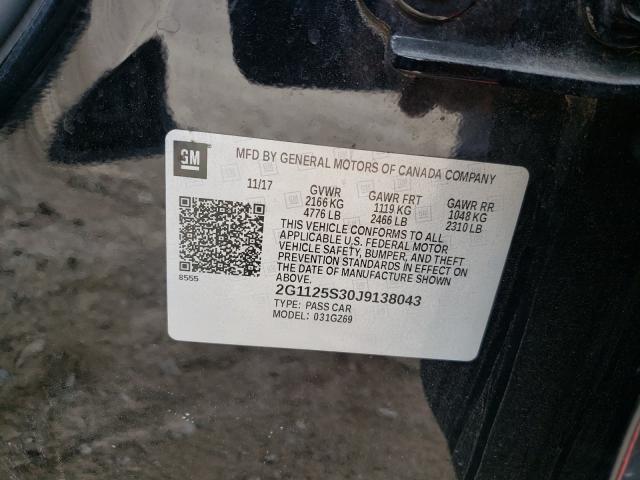 GM
MFD BY GENERAL MOTORS OF CANADA COMPANY
11/17 GVWR GAWR FRT GAWR RR
2166 KG 1119 KG 1048 KG
4776 LB 2466 LB 2310 LB
THIS VEHICLE CONFORMS TO ALL
APPLICABLE U.S. FEDERAL MOTOR
VEHICLE SAFETY, BUMPER, AND THEFT
PREVENTION STANDARDS IN EFFECT ON
THE DATE OF MANUFACTURE SHOWN
ABOVE.
8555
2G1125S30J9138043
TYPE: PASS CAR
MODEL: 031GZ69